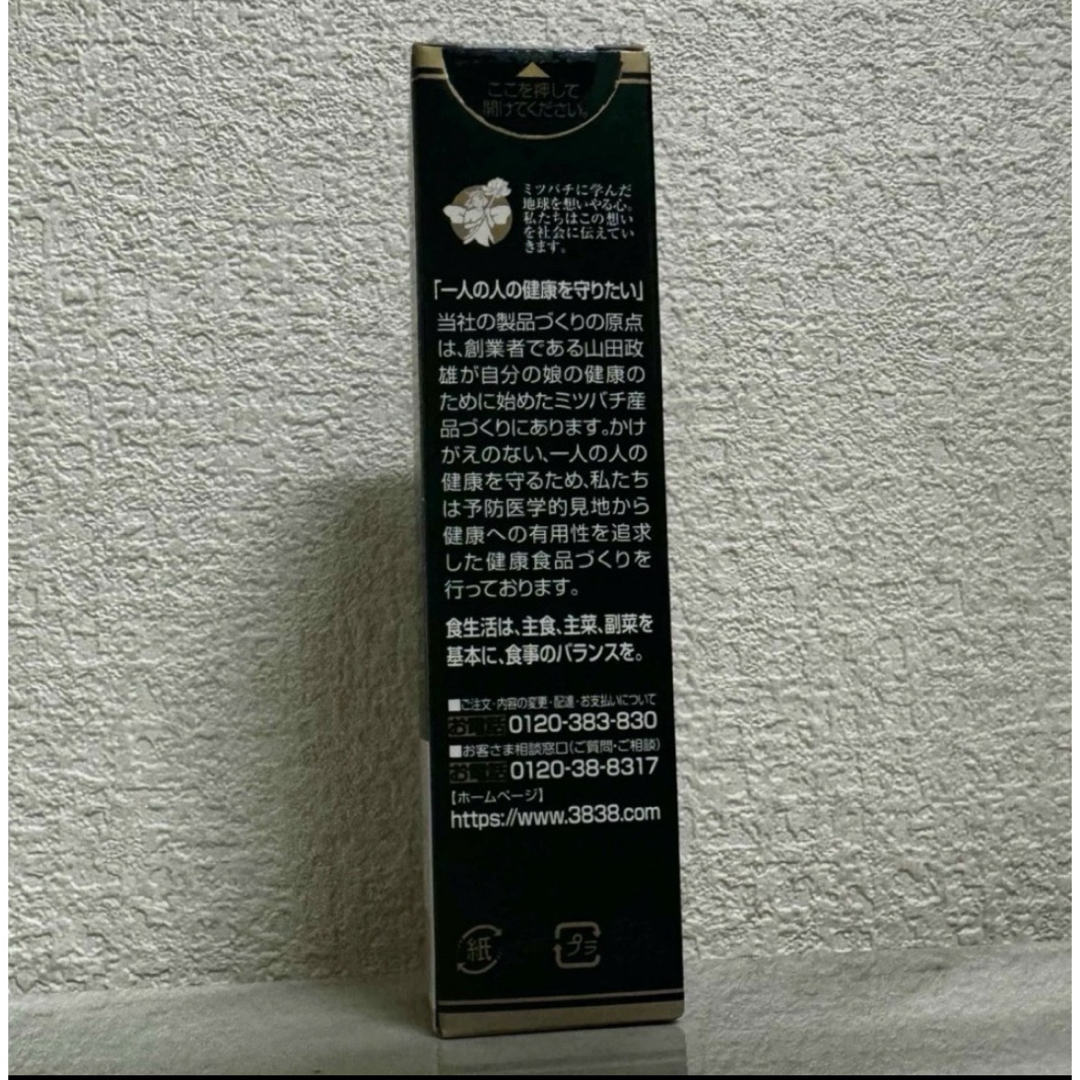 ここを押して
開けてください。
ミツバチに学んだ
地球を想いやる心。
私たちはこの想い
を社会に伝えてい
きます。
「一人の人の健康を守りたい」
当社の製品づくりの原点
は、創業者である山田政
雄が自分の娘の健康の
ために始めたミツバチ産
品づくりにあります。かけ
がえのない、一人の人の
健康を守るため、私たち
は予防医学的見地から
健康への有用性を追求
した健康食品づくりを
行っております。
食生活は、主食、主菜、副菜を
基本に、食事のバランスを。
■ご注文・内容の変更・配達・お支払いについて
お電話 0120-383-830
■お客さま相談窓口(ご質問・ご相談)
お電話 0120-38-8317
【ホームページ】
https://www.3838.com
紙 プラ